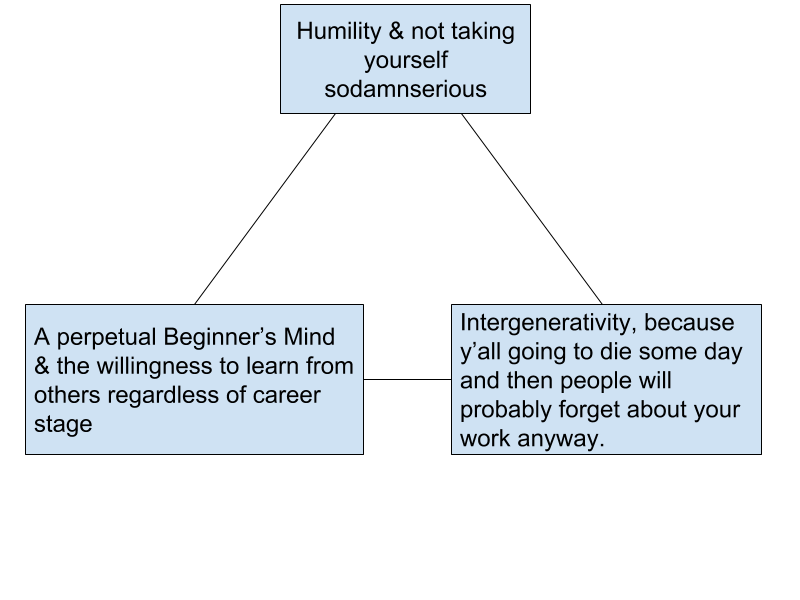 Humility & not taking
yourself
sodamnserious
A perpetual Beginner’s Mind
& the willingness to learn from
others regardless of career
stage
Intergenerativity, because
y’all going to die some day
and then people will
probably forget about your
work anyway.